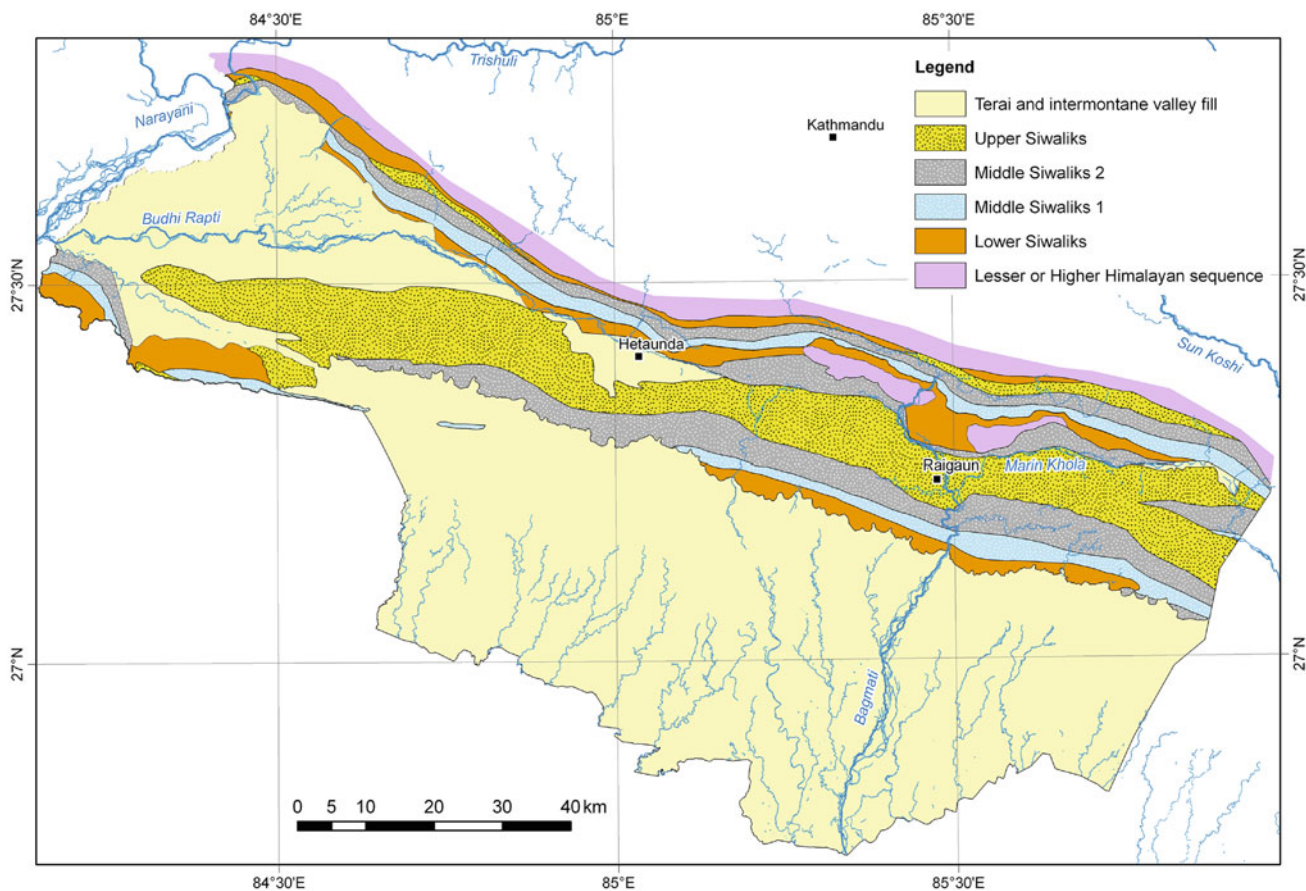 84°30'E
85°E
85°30'E
Trishuli
Legend
Narayani
Terai and intermontane valley fill
Kathmandu
Upper Siwaliks
Middle Siwaliks 2
Middle Siwaliks 1
Budhi Rapti
Lower Siwaliks
Lesser or Higher Himalayan sequence
27°30'N
27°30'N
Hetaunda
Sun Koshi
Raigaun
Marin Khola
27°N
27°N
Bagmati
0 5 10 20 30 40 km
84°30'E
85°E
85°30'E